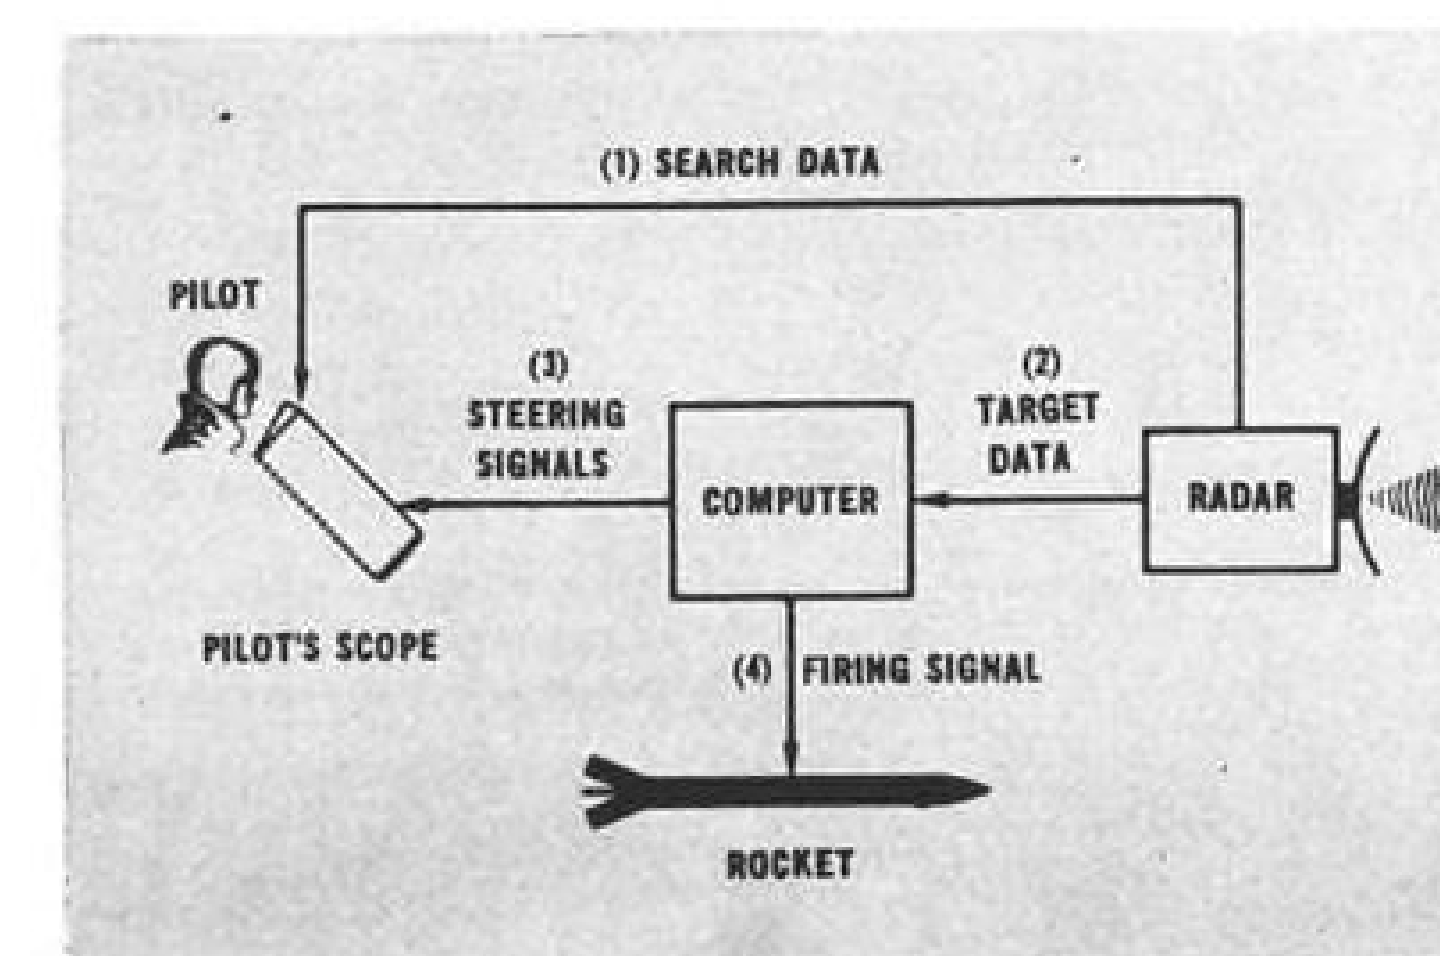 (1) SEARCH DATA
PILOT
(3)
STEERING
SIGNALS
(2)
TARGET
DATA
COMPUTER
RADAR
PILOT'S SCOPE
(4) FIRING SIGNAL
ROCKET